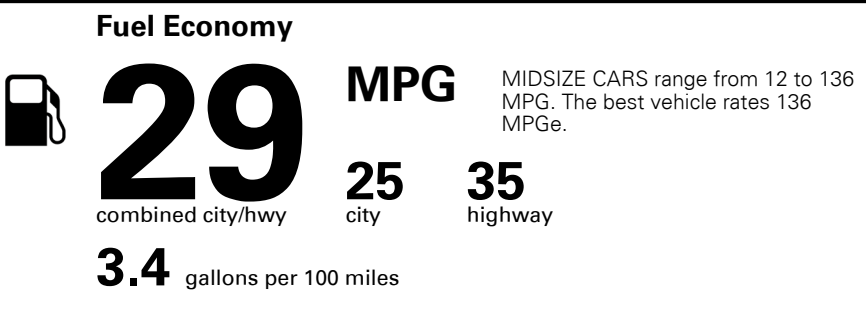 Fuel Economy
29
combined city/hwy
MPG
25
city
35
highway
MIDSIZE CARS range from 12 to 136
MPG. The best vehicle rates 136
MPGe.
3.4 gallons per 100 miles